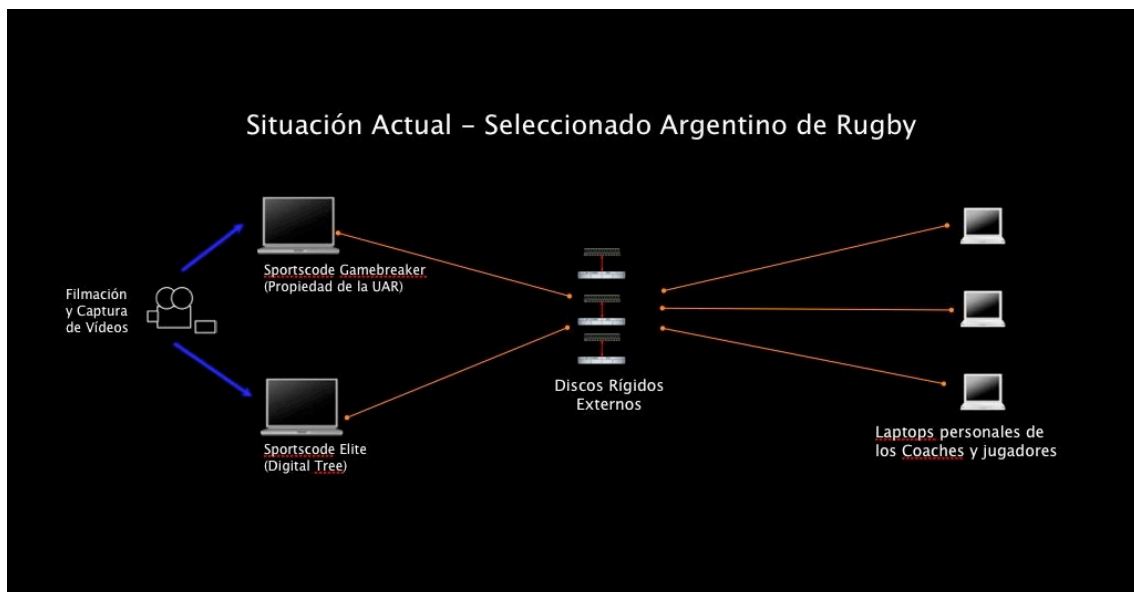 Situación Actual – Seleccionado Argentino de Rugby
Filmación
y Captura
de Vídeos
Sportscode Gamebreaker
(Propiedad de la UAR)
Sportscode Elite
(Digital Tree)
Discos Rígidos
Externos
Laptops personales de
los Coaches y jugadores